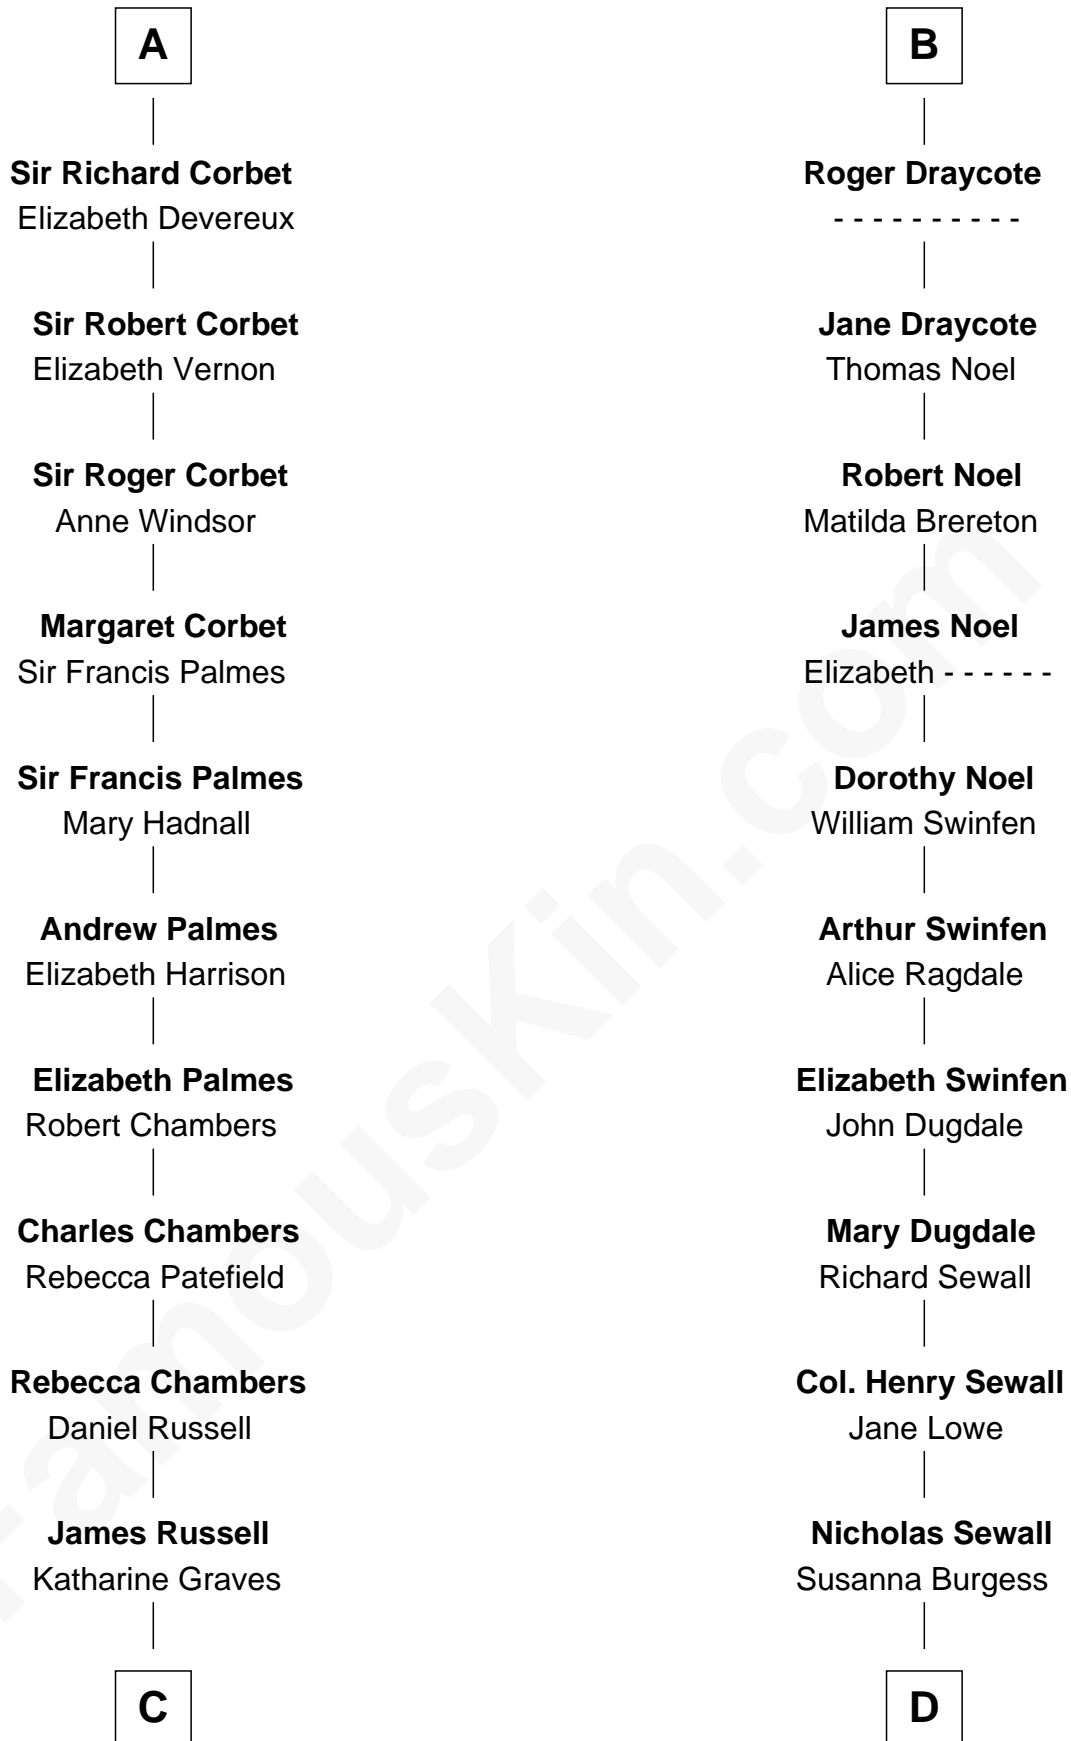 A
Sir Richard Corbet
Elizabeth Devereux
Sir Robert Corbet
Elizabeth Vernon
Sir Roger Corbet
Anne Windsor
Margaret Corbet
Sir Francis Palmes
Sir Francis Palmes
Mary Hadnall
Andrew Palmes
Elizabeth Harrison
Elizabeth Palmes
Robert Chambers
Charles Chambers
Rebecca Patefield
Rebecca Chambers
Daniel Russell
James Russell
Katharine Graves
C
B
Roger Draycote
- - - - - - - - - -
Jane Draycote
Thomas Noel
Robert Noel
Matilda Brereton
James Noel
Elizabeth - - - - - -
Dorothy Noel
William Swinfen
Arthur Swinfen
Alice Ragdale
Elizabeth Swinfen
John Dugdale
Mary Dugdale
Richard Sewall
Col. Henry Sewall
Jane Lowe
Nicholas Sewall
Susanna Burgess
D
FamousKin.com